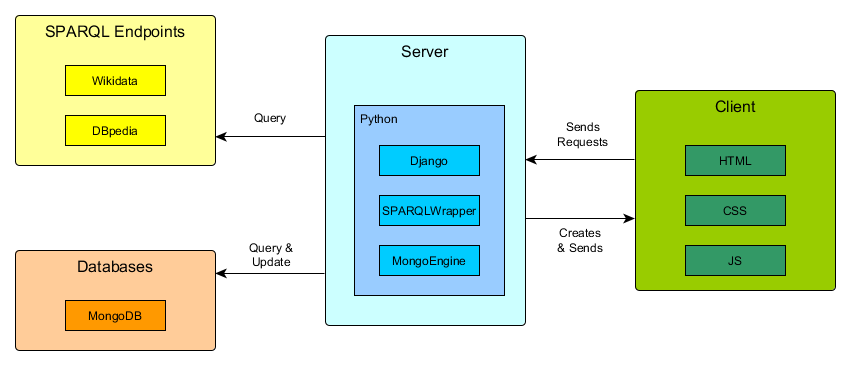 SPARQL Endpoints
Wikidata
DBpedia
Query
Server
Python
Django
SPARQLWrapper
MongoEngine
Sends
Requests
Creates
& Sends
Client
HTML
CSS
JS
Databases
MongoDB
Query &
Update